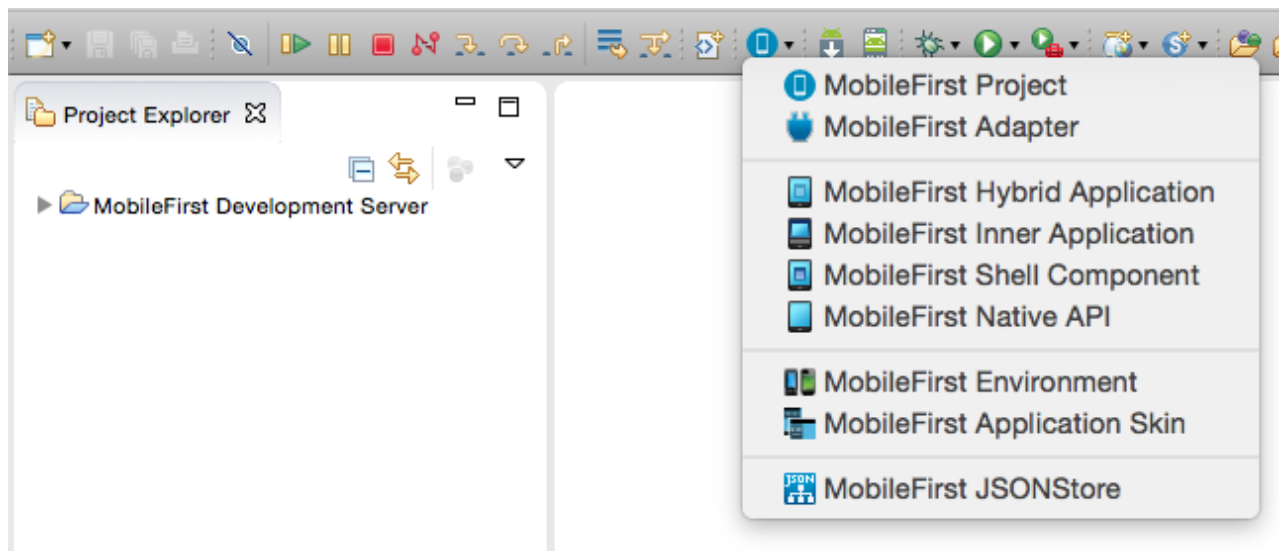 Project Explorer
MobileFirst Development Server
MobileFirst Project
MobileFirst Adapter
MobileFirst Hybrid Application
MobileFirst Inner Application
MobileFirst Shell Component
MobileFirst Native API
MobileFirst Environment
MobileFirst Application Skin
JSON
MobileFirst JSONStore